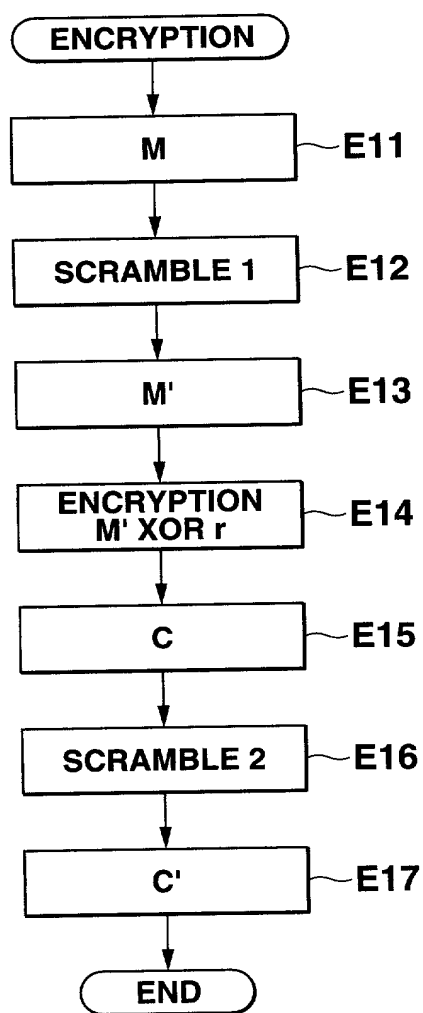 ENCRYPTION
M E11
SCRAMBLE 1 E12
M' E13
ENCRYPTION
M' XOR r E14
C E15
SCRAMBLE 2 E16
C' E17
END